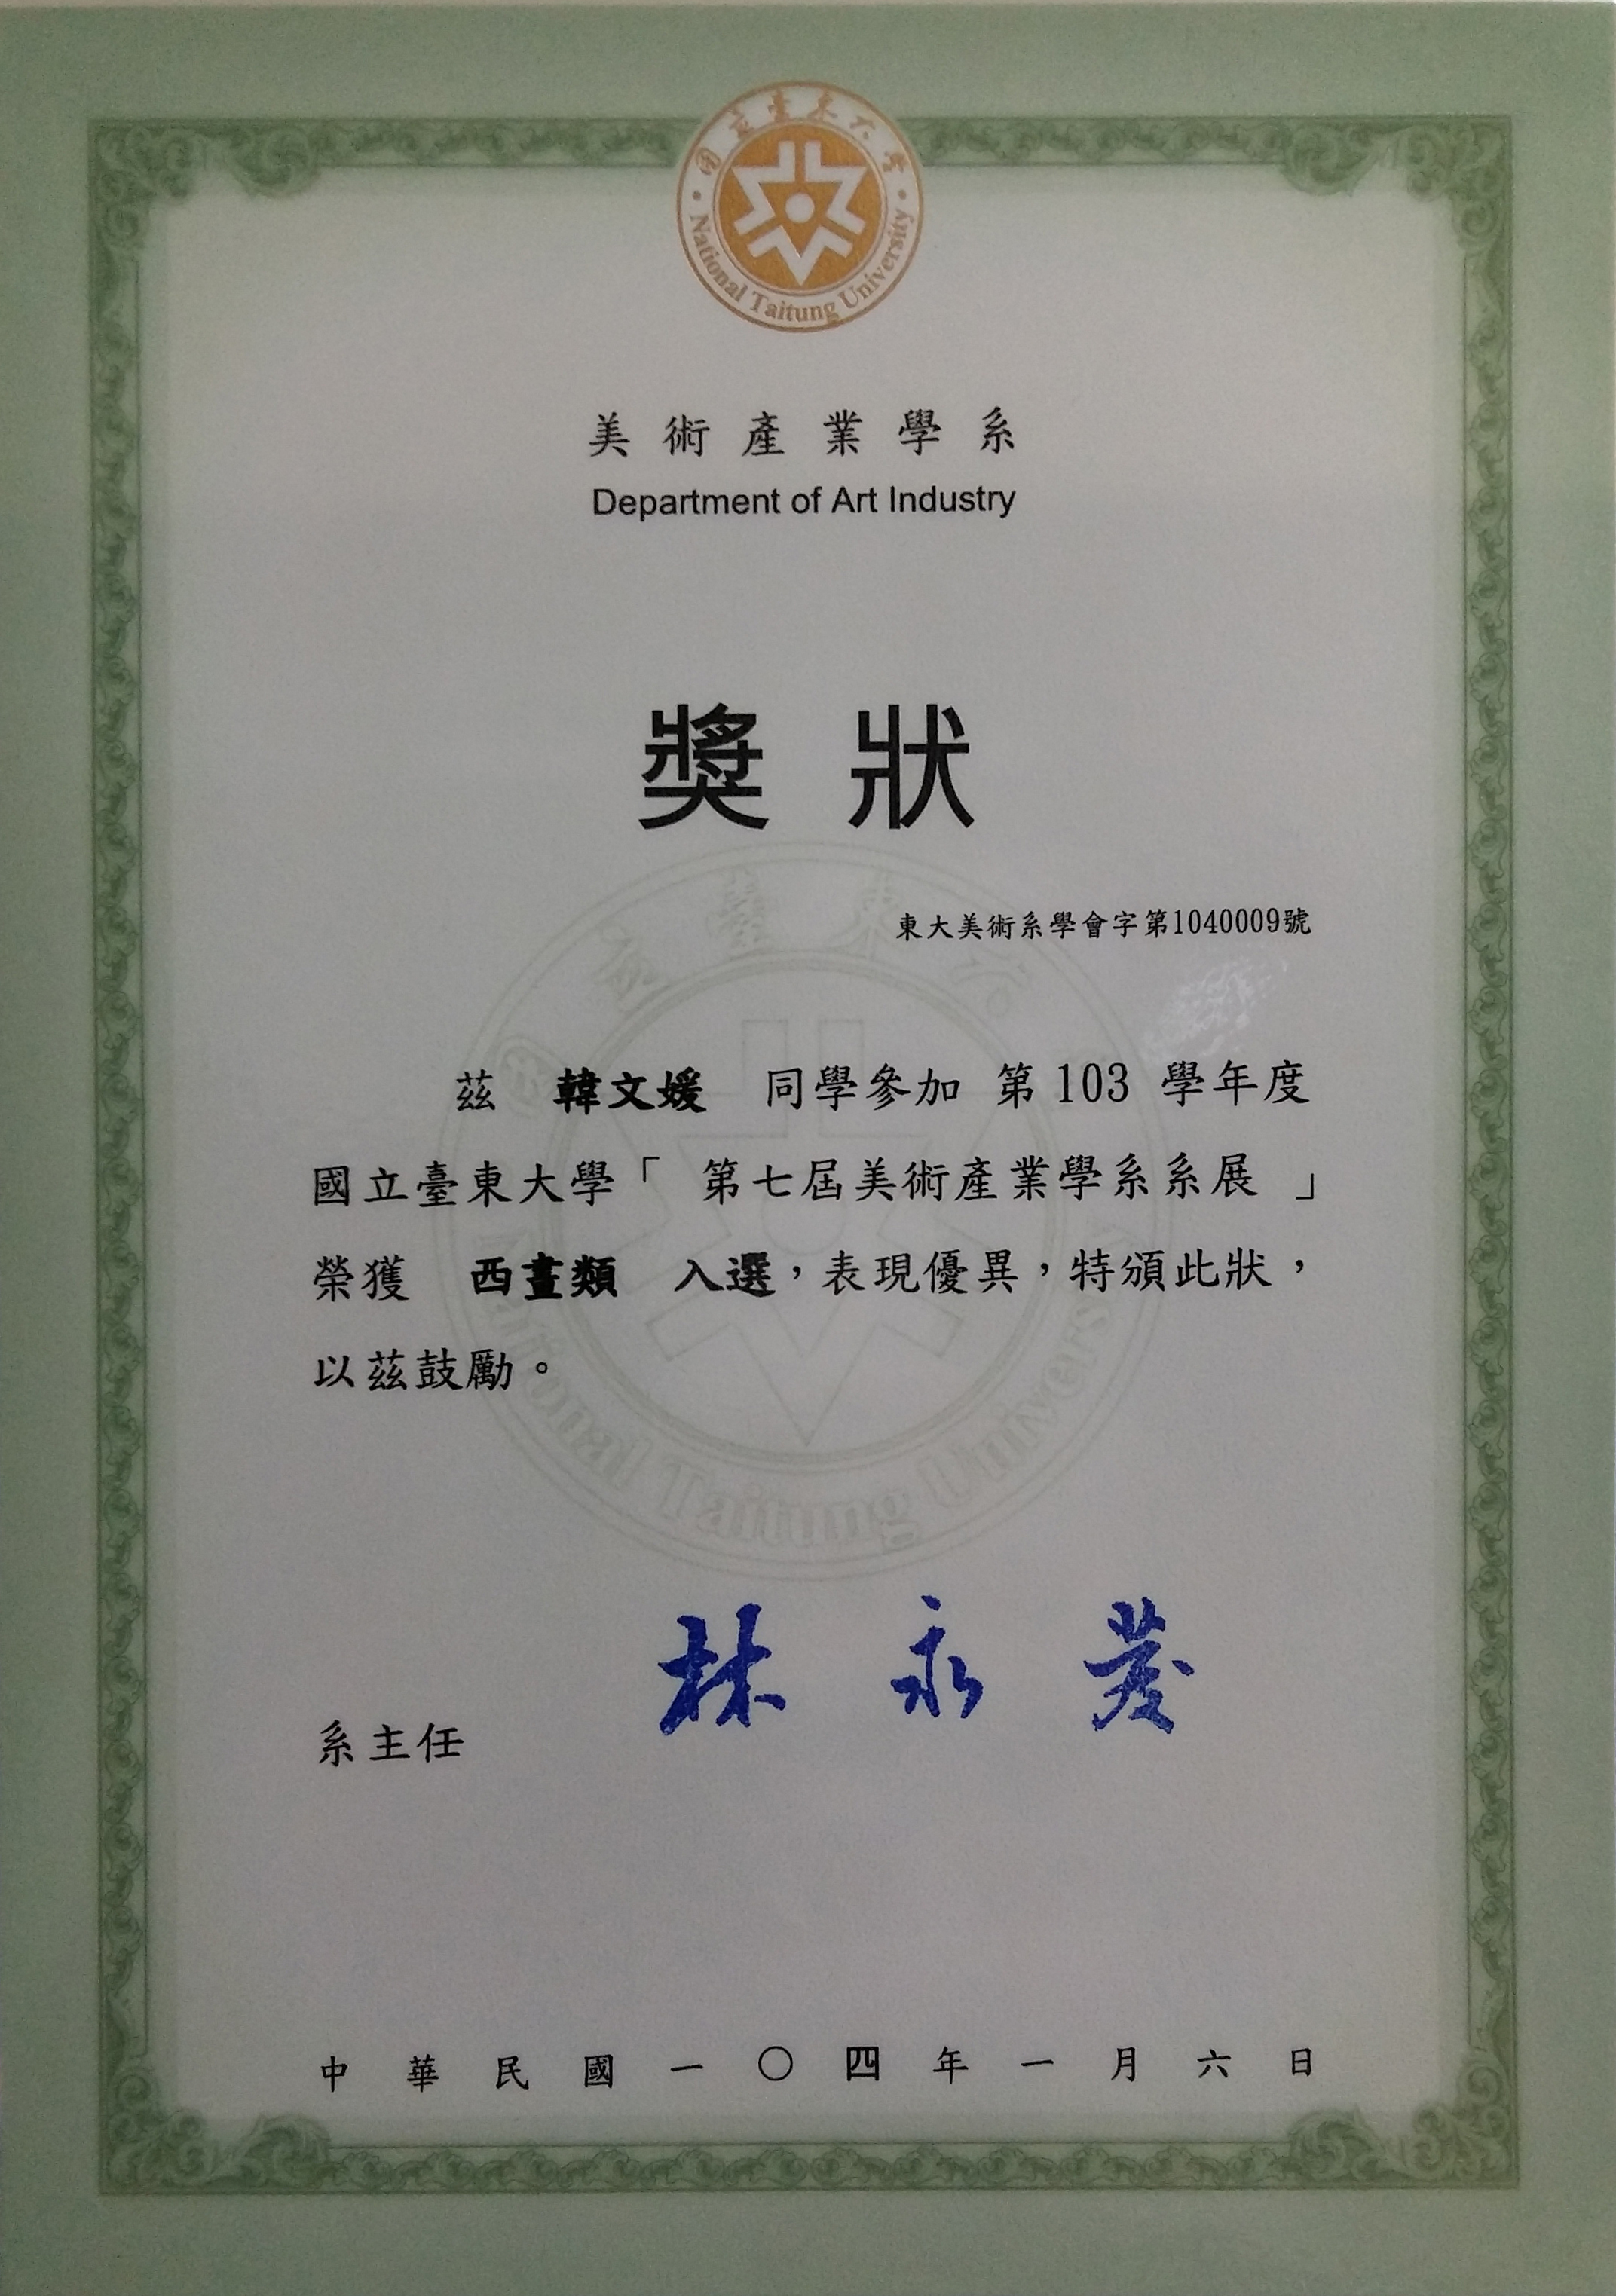 國立臺東大學
National Taitung University
美術產業學系
Department of Art Industry
獎狀
東大美術系學會字第1040009號
茲 韓文媛 同學參加 第 103 學年度
國立臺東大學「 第七屆美術產業學系系展 」
榮獲 西畫類 入選，表現優異，特頒此狀，
以茲鼓勵。
林永發
系主任
中華民國一〇四年一月六日